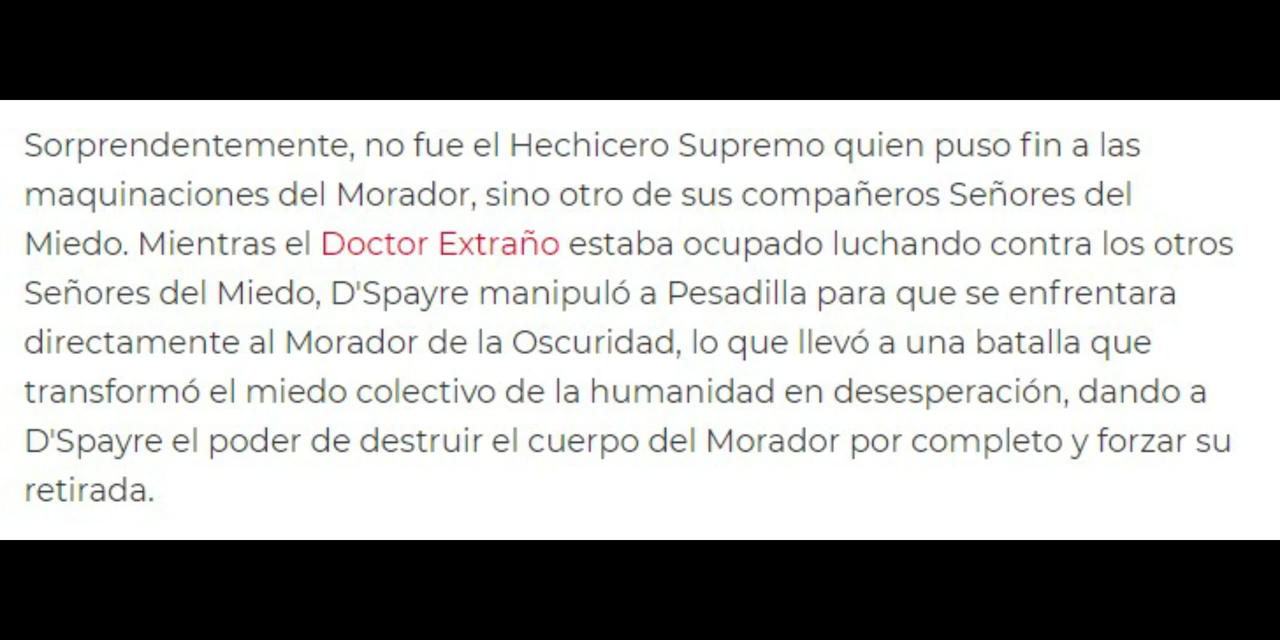 Sorprendentemente, no fue el Hechicero Supremo quien puso fin a las
maquinaciones del Morador, sino otro de sus compañeros Señores del
Miedo. Mientras el Doctor Extraño estaba ocupado luchando contra los otros
Señores del Miedo, D'Spayre manipuló a Pesadilla para que se enfrentara
directamente al Morador de la Oscuridad, lo que llevó a una batalla que
transformó el miedo colectivo de la humanidad en desesperación, dando a
D'Spayre el poder de destruir el cuerpo del Morador por completo y forzar su
retirada.